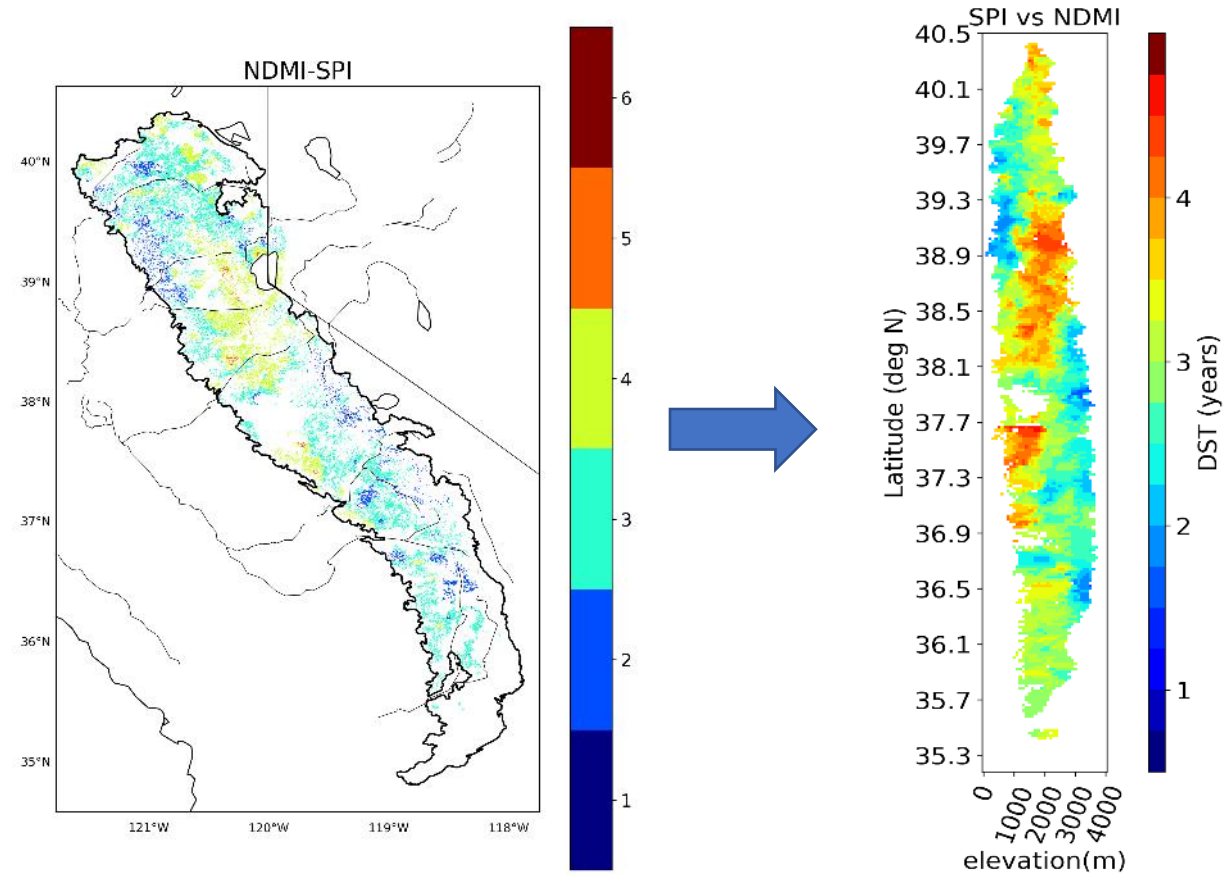 NDMI-SPI
40°N
39°N
38°N
37°N
36°N
35°N
121°W 120°W 119°W 118°W
6
5
4
3
2
1
SPI vs NDMI
40.5
40.1
39.7
39.3
38.9
38.5
38.1
37.7
37.3
36.9
36.5
36.1
35.7
35.3
Latitude (deg N)
0 1000 2000 3000 4000
elevation(m)
4
3
2
1
DST (years)